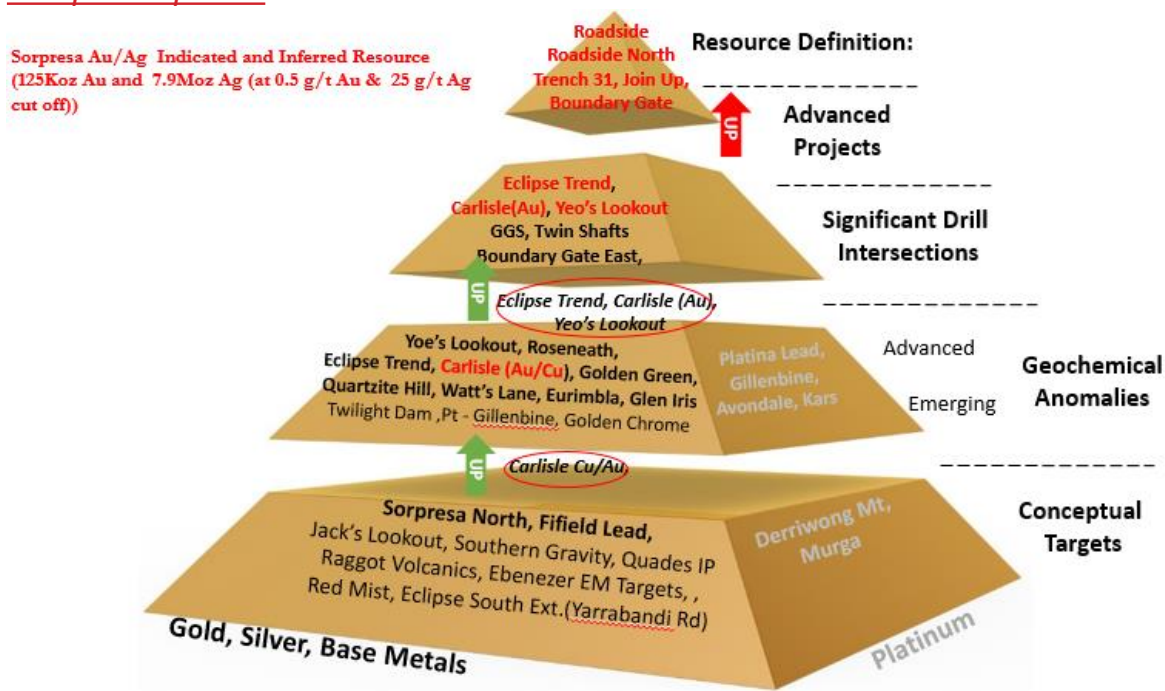 Sorpresa Au/Ag Indicated and Inferred Resource
(125Koz Au and 7.9Moz Ag (at 0.5 g/t Au & 25 g/t Ag
cut off))
Roadside
Roadside North
Trench 31, Join Up,
Boundary Gate
Resource Definition:
UP
Advanced
Projects
Eclipse Trend,
Carlisle(Au), Yeo's Lookout
GGS, Twin Shafts
Boundary Gate East,
Significant Drill
Intersections
UP
Eclipse Trend, Carlisle (Au),
Yeo's Lookout
Yoe's Lookout, Roseneath,
Eclipse Trend, Carlisle (Au/Cu), Golden Green,
Quartzite Hill, Watt's Lane, Eurimbla, Glen Iris
Twilight Dam ,Pt - Gillenbine, Golden Chrome
Platina Lead,
Gillenbine,
Avondale, Kars
Advanced
Emerging
Geochemical
Anomalies
UP
Carlisle Cu/Au,
Sorpresa North, Fifield Lead,
Jack's Lookout, Southern Gravity, Quades IP
Raggot Volcanics, Ebenezer EM Targets, ,
Red Mist, Eclipse South Ext.(Yarrabandi Rd)
Derriwong Mt,
Murga
Conceptual
Targets
Gold, Silver, Base Metals
Platinum